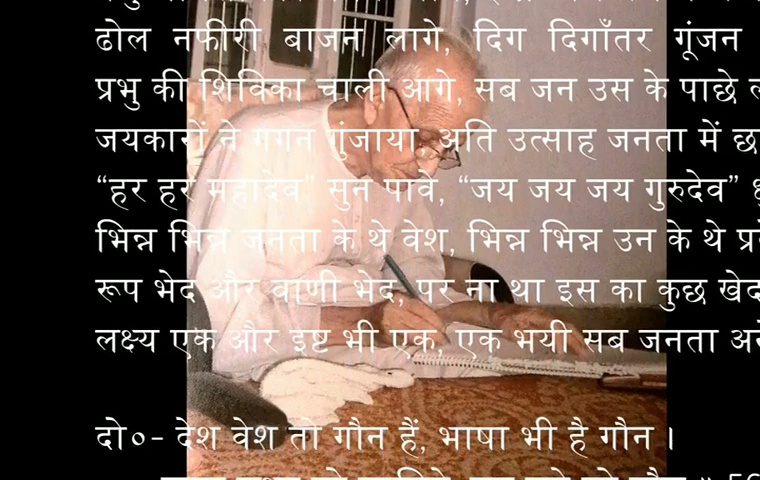 ढोल नफीरी बाजन लागे, दिग दिगाँतर गूंजन
प्रभु की शिविका चाली आगे, सब जन उस के पाछे
जयकारों ने गगन गुंजाया, अति उत्साह जनता में
“हर हर महादेव” सुन पावे, “जय जय जय गुरुदेव”
भिन्न भिन्न जनता के थे वेश, भिन्न भिन्न उन के थे
रूप भेद और वाणी भेद, पर ना था इस का कुछ खेद
लक्ष्य एक और इष्ट भी एक, एक भयी सब जनता
दो०- देश वेश तो गौन हैं, भाषा भी है गौन ।